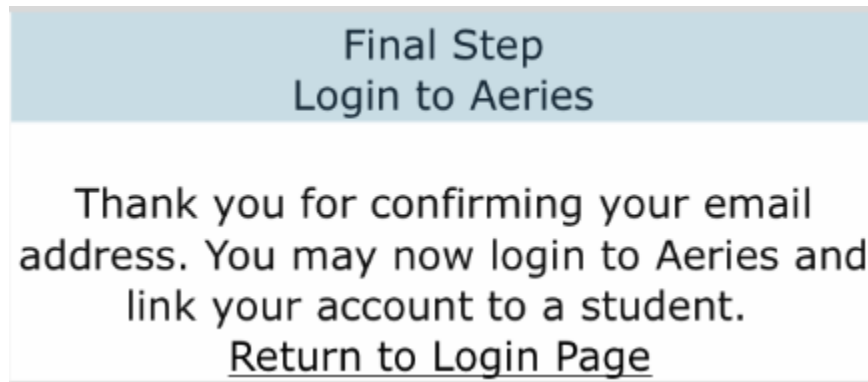 Final Step
Login to Aeries
Thank you for confirming your email
address. You may now login to Aeries and
link your account to a student.
Return to Login Page